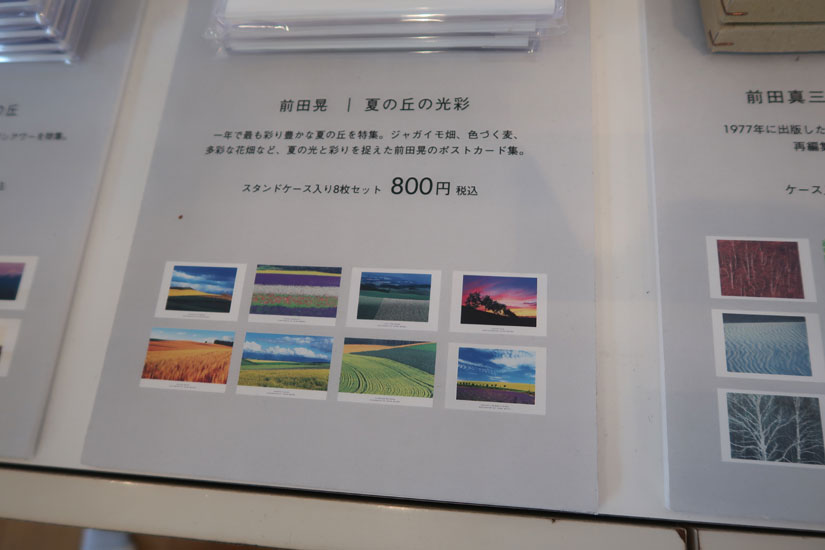 の丘
前田晃 | 夏の丘の光彩
一年で最も彩り豊かな夏の丘を特集。ジャガイモ畑、色づく麦、
多彩な花畑など、夏の光と彩りを捉えた前田晃のポストカード集。
スタンドケース入り8枚セット 800円 税込
前田真三
1977年に出版した
再編集
ケース